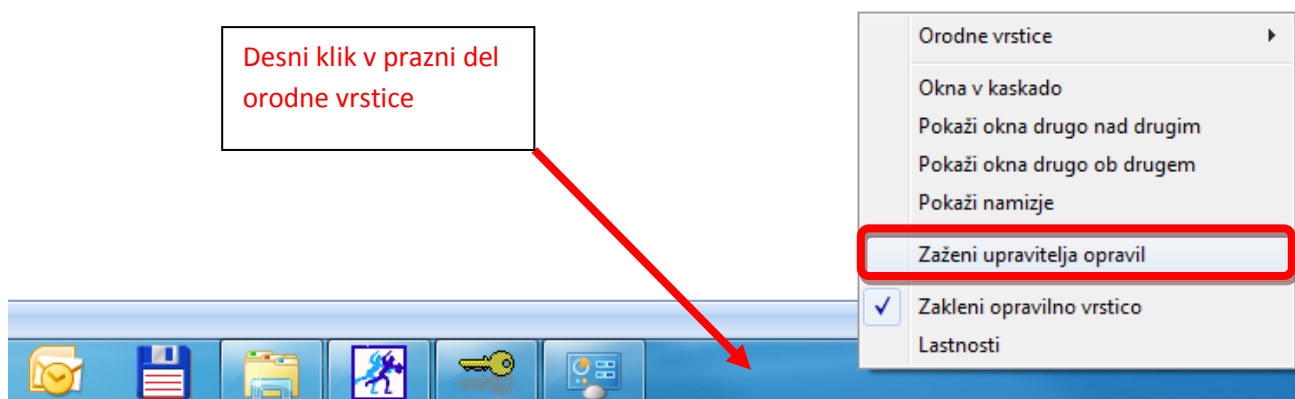 Desni klik v prazni del
orodne vrstice
Orodne vrstice
Okna v kaskado
Pokaži okna drugo nad drugim
Pokaži okna drugo ob drugem
Pokaži namizje
Zaženi upravitelja opravil
Zakleni opravilno vrstico
Lastnosti